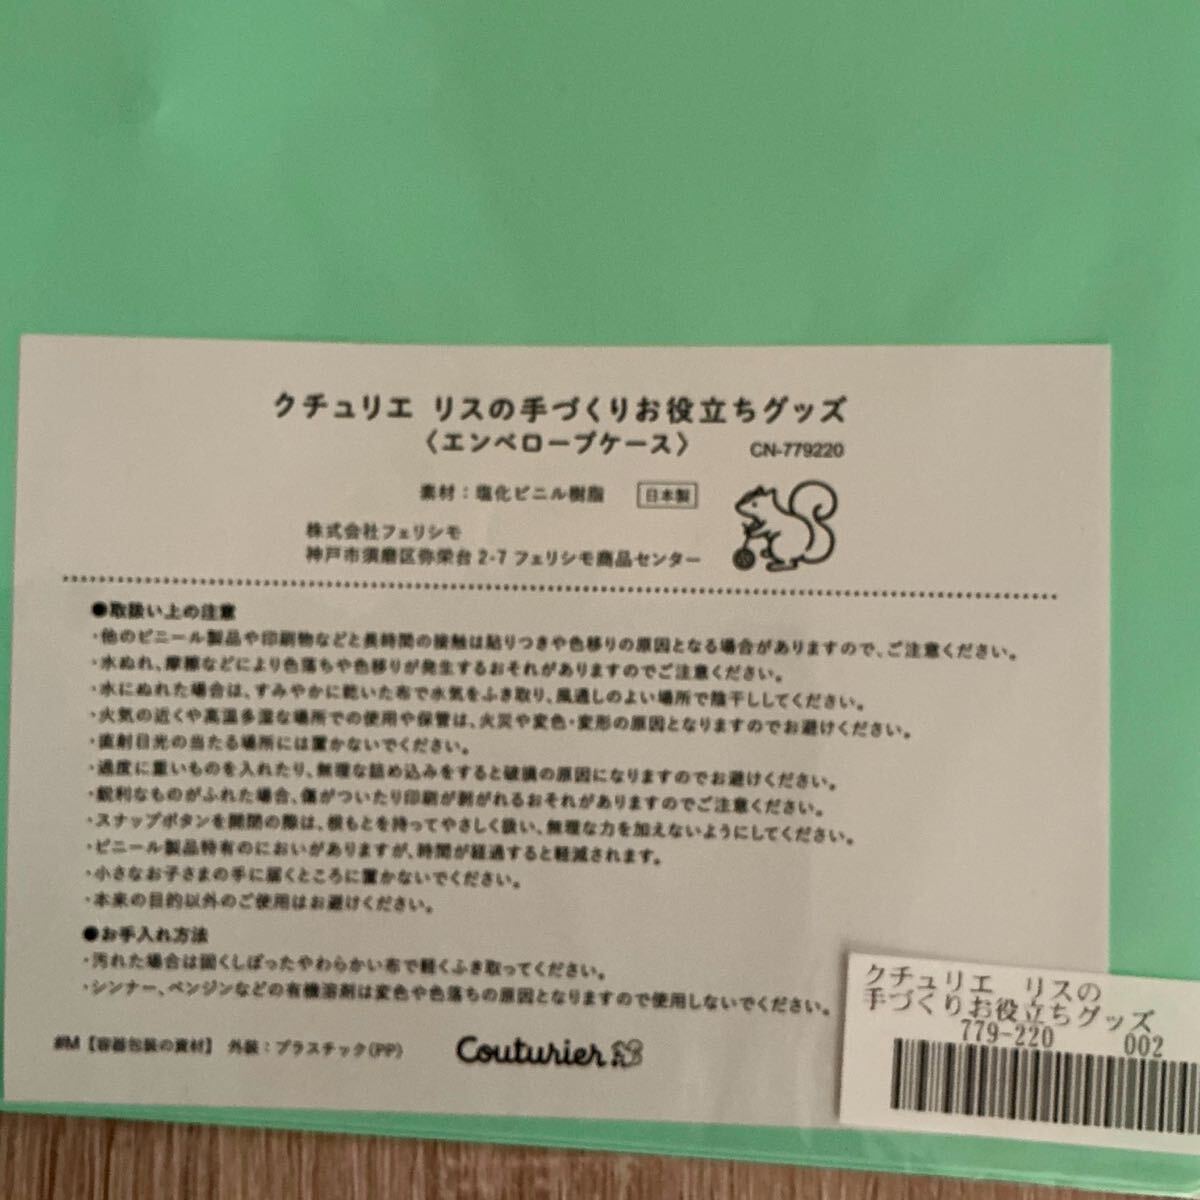 クチュリエ リスの手づくりお役立ちグッズ
〈エンベロープケース〉 CN-779220
素材：塩化ビニル樹脂 日本製
株式会社フェリシモ
神戸市須磨区弥栄台2-7 フェリシモ商品センター
●取扱い上の注意
・他のビニール製品や印刷物などと長時間の接触は貼りつきや色移りの原因となる場合がありますので、ご注意ください。
・水ぬれ、摩擦などにより色落ちや色移りが発生するおそれがありますのでご注意ください。
・水にぬれた場合は、すみやかに乾いた布で水気をふき取り、風通しのよい場所で陰干ししてください。
・火気の近くや高温多湿な場所での使用や保管は、火災や変色・変形の原因となりますのでお避けください。
・直射日光の当たる場所には置かないでください。
・過度に重いものを入れたり、無理な詰め込みをすると破損の原因になりますのでお避けください。
・鋭利なものがふれた場合、傷がついたり印刷が剥がれるおそれがありますのでご注意ください。
・スナップボタンを開閉の際は、根もとを持ってやさしく扱い、無理な力を加えないようにしてください。
・ビニール製品特有のにおいがありますが、時間が経過すると軽減されます。
・小さなお子さまの手に届くところに置かないでください。
・本来の目的以外のご使用はお避けください。
●お手入れ方法
・汚れた場合は固くしぼったやわらかい布で軽くふき取ってください。
・シンナー、ベンジンなどの有機溶剤は変色や色落ちの原因となりますので使用しないでください。
#M【容器包装の資材】 外装：プラスチック(PP)
Couturier
クチュリエ リスの
手づくりお役立ちグッズ
779-220 002